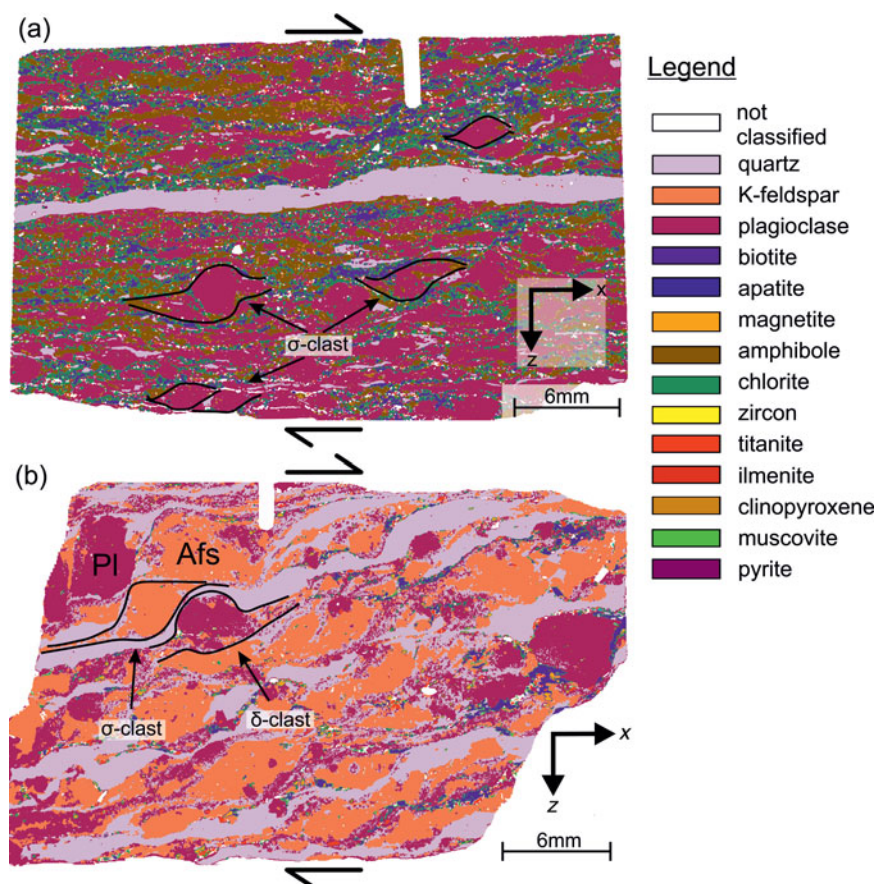 (a)
Legend
not
classified
quartz
K-feldspar
plagioclase
biotite
apatite
magnetite
amphibole
chlorite
zircon
titanite
ilmenite
clinopyroxene
muscovite
pyrite
x
z
σ-clast
6mm
(b)
Pl
Afs
σ-clast
δ-clast
x
z
6mm